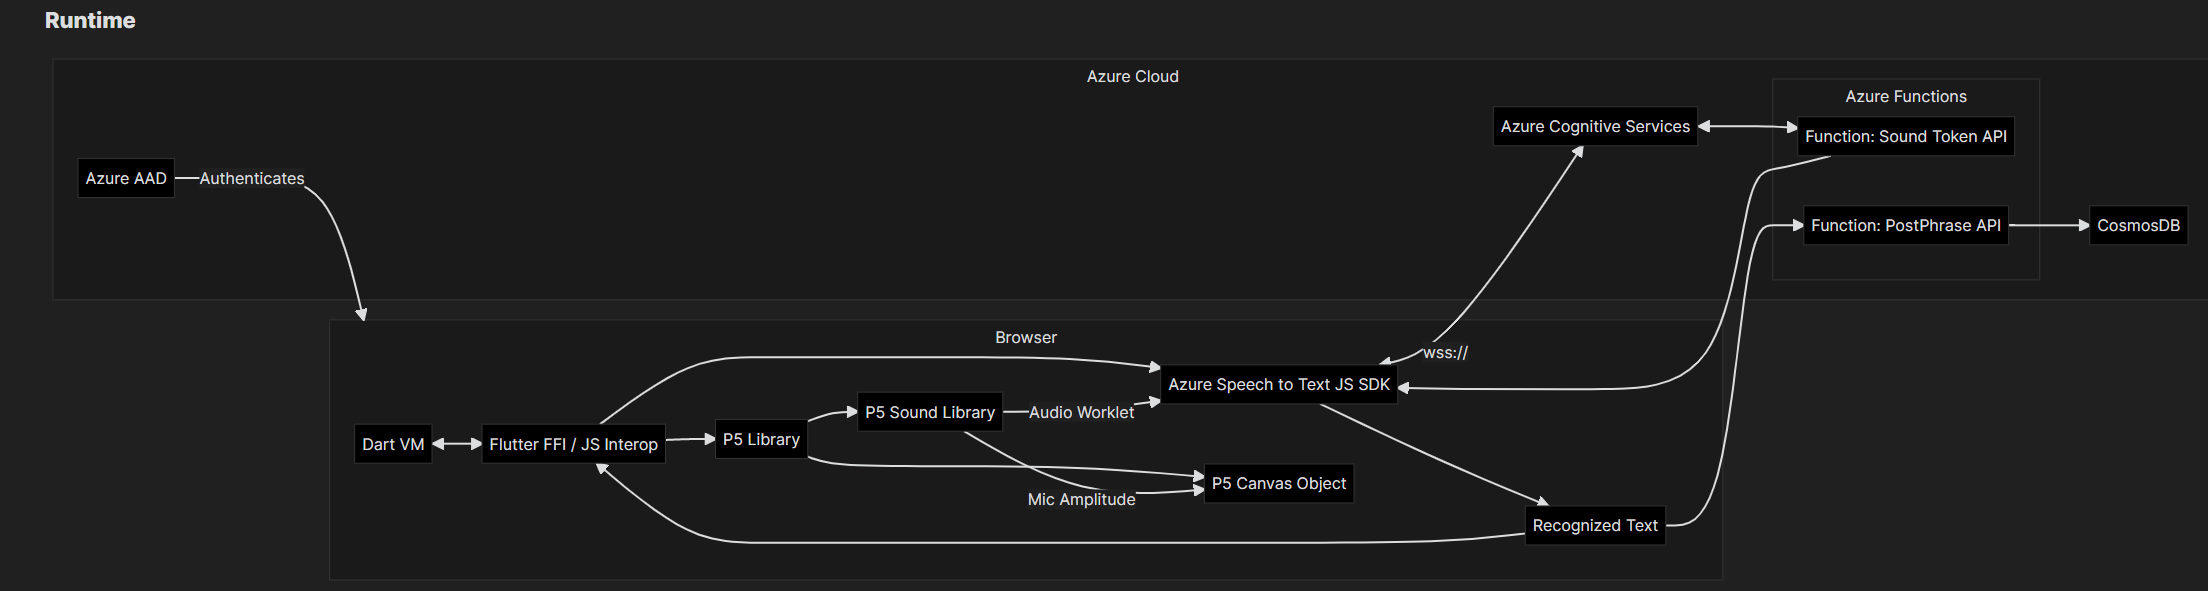 Runtime
Azure Cloud
Azure Functions
Azure Cognitive Services
Function: Sound Token API
Azure AAD
Authenticates
Function: PostPhrase API
CosmosDB
Browser
wss://
Azure Speech to Text JS SDK
P5 Sound Library
Audio Worklet
Dart VM
Flutter FFI / JS Interop
P5 Library
P5 Canvas Object
Mic Amplitude
Recognized Text